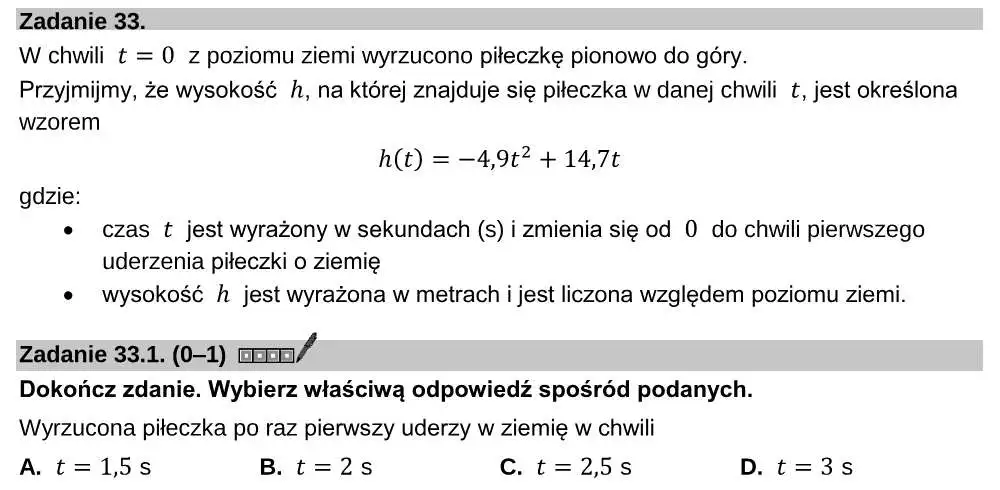 Zadanie 33.
W chwili t = 0 z poziomu ziemi wyrzucono piłeczkę pionowo do góry.
Przyjmijmy, że wysokość h, na której znajduje się piłeczka w danej chwili t, jest określona
wzorem
h(t) = −4,9t² + 14,7t
gdzie:
• czas t jest wyrażony w sekundach (s) i zmienia się od 0 do chwili pierwszego
uderzenia piłeczki o ziemię
• wysokość h jest wyrażona w metrach i jest liczona względem poziomu ziemi.
Zadanie 33.1. (0–1)
Dokończ zdanie. Wybierz właściwą odpowiedź spośród podanych.
Wyrzucona piłeczka po raz pierwszy uderzy w ziemię w chwili
A. t = 1,5 s B. t = 2 s C. t = 2,5 s D. t = 3 s